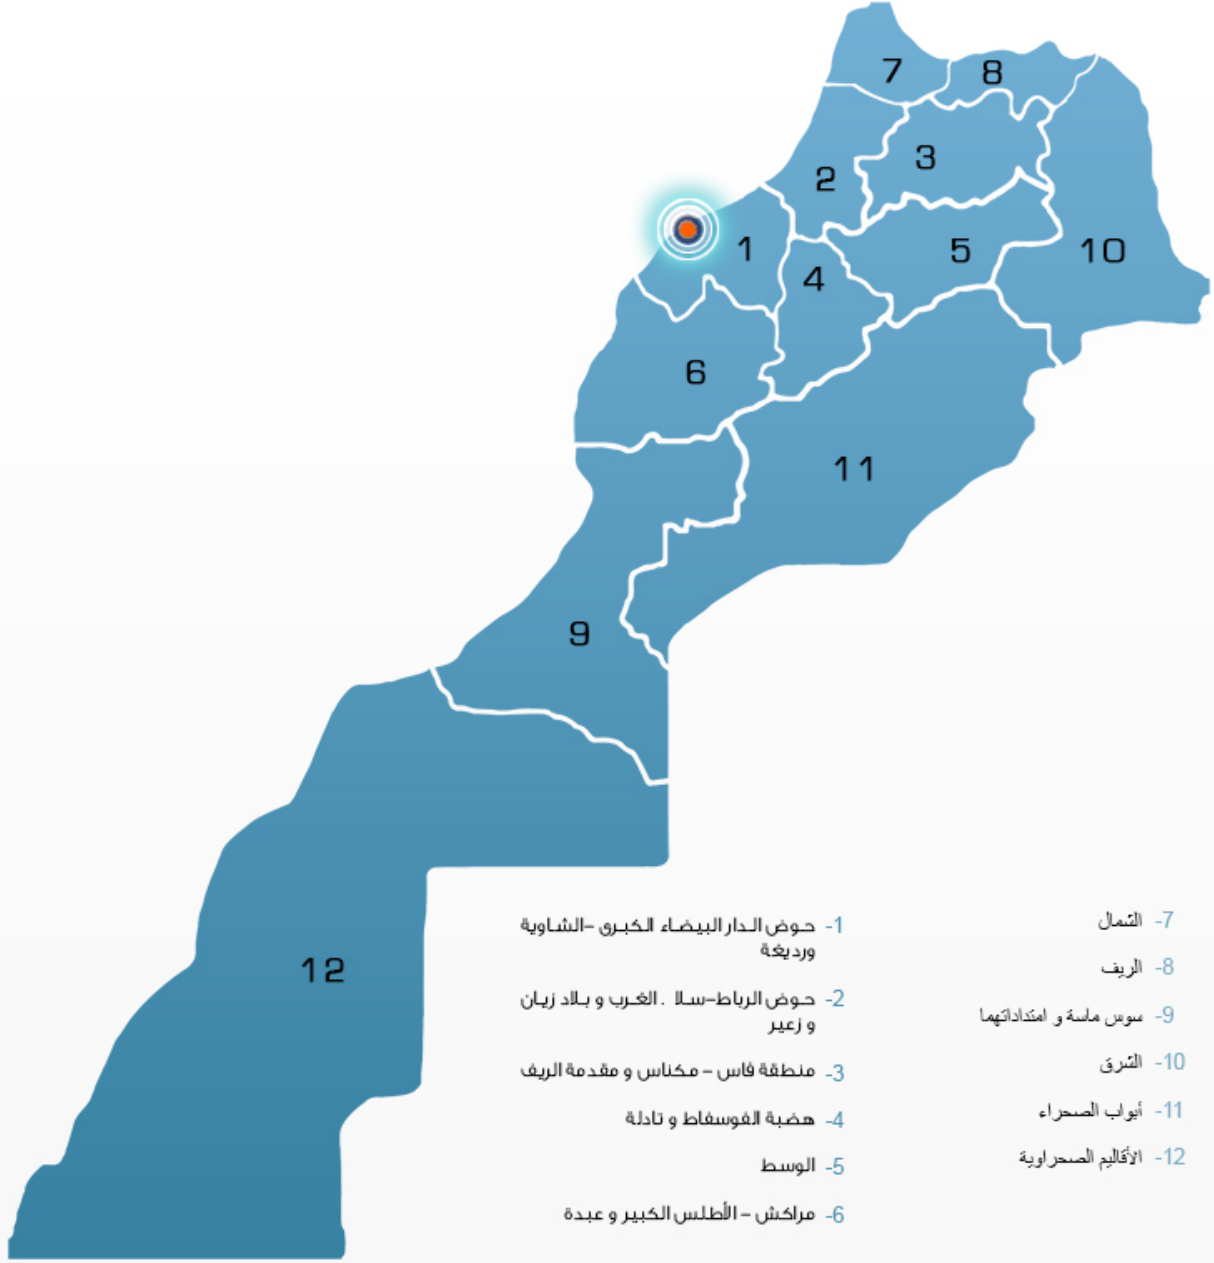 7
8
3
2
1
5
10
4
6
11
9
12
1- حوض الدار البيضاء الكبرى -الشاوية
ورديغة
2- حوض الرباط-سلا . الغرب و بلاد زيان
و زعير
3- منطقة فاس - مكناس و مقدمة الريف
4- هضبة الفوسفاط و تادلة
5- الوسط
6- مراكش - الأطلس الكبير و عبدة
7- الشمال
8- الريف
9- سوس ماسة و امتداداتهما
10- الشرق
11- أبواب الصحراء
12- الأقاليم الصحراوية